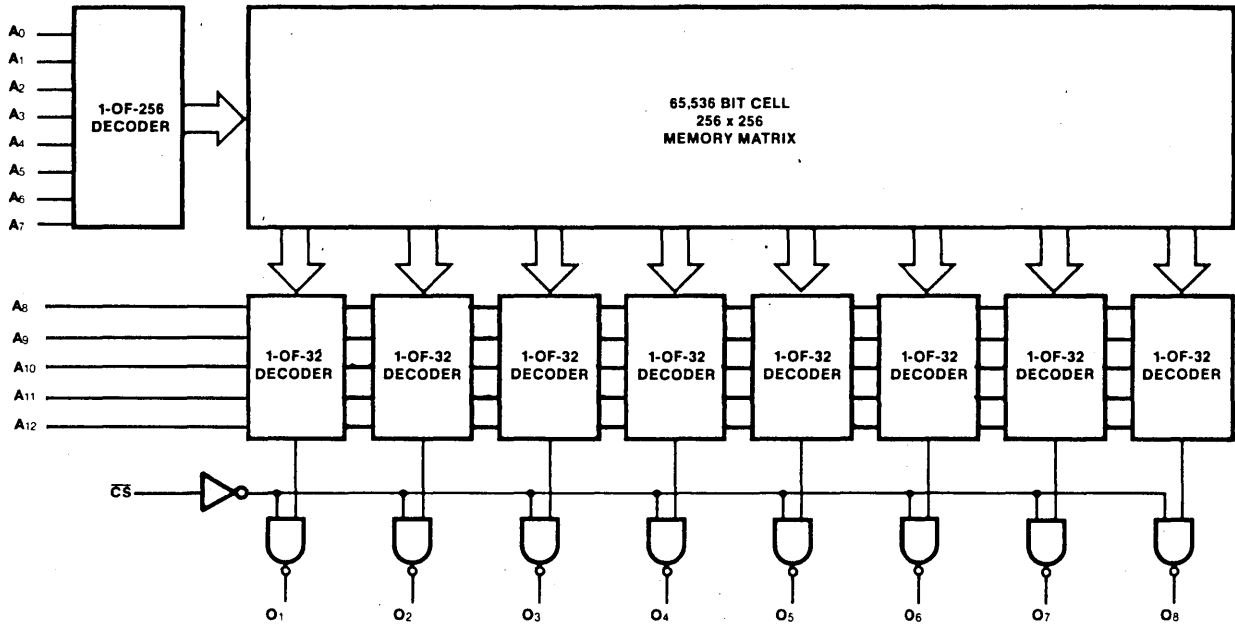 A0
A1
A2
A3
A4
A5
A6
A7
1-OF-256
DECODER
65,536 BIT CELL
256 x 256
MEMORY MATRIX
A8
A9
A10
A11
A12
1-OF-32
DECODER
1-OF-32
DECODER
1-OF-32
DECODER
1-OF-32
DECODER
1-OF-32
DECODER
1-OF-32
DECODER
1-OF-32
DECODER
1-OF-32
DECODER
C̅S̅
O1
O2
O3
O4
O5
O6
O7
O8